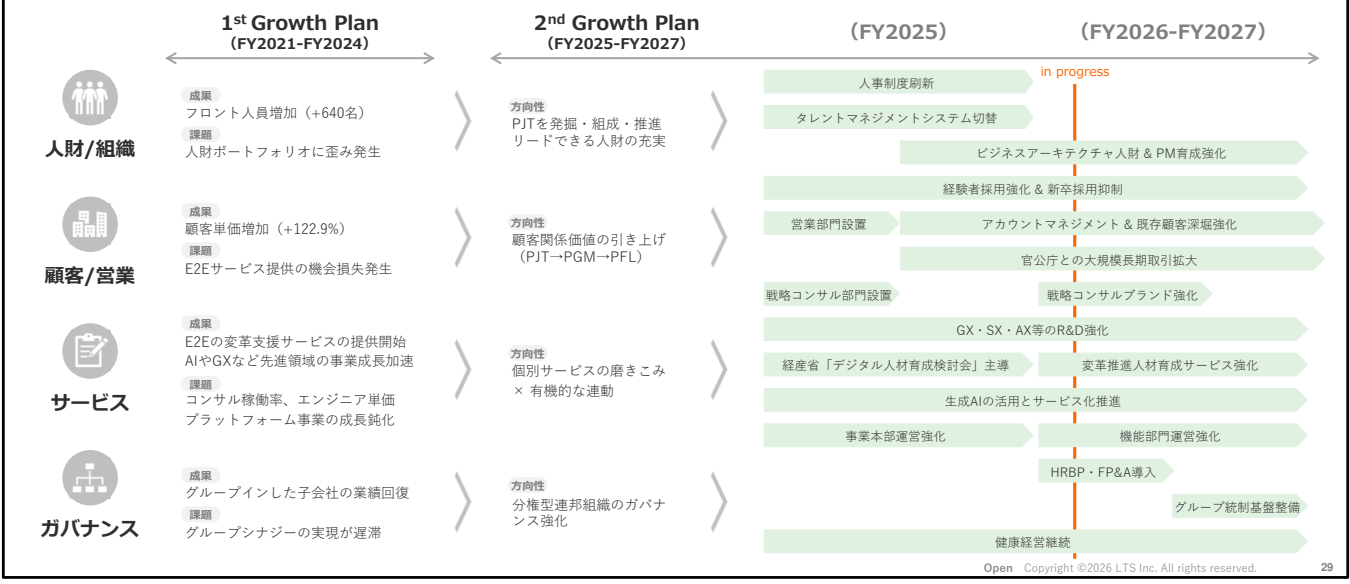 1st Growth Plan
（FY2021-FY2024）
2nd Growth Plan
（FY2025-FY2027）
（FY2025）
（FY2026-FY2027）
in progress
人財/組織
成果
フロント人員増加（+640名）
課題
人財ポートフォリオに歪み発生
方向性
PJTを発掘・組成・推進
リードできる人財の充実
人事制度刷新
タレントマネジメントシステム切替
ビジネスアーキテクチャ人財 & PM育成強化
経験者採用強化 & 新卒採用抑制
顧客/営業
成果
顧客単価増加（+122.9%）
課題
E2Eサービス提供の機会損失発生
方向性
顧客関係価値の引き上げ
（PJT→PGM→PFL）
営業部門設置
アカウントマネジメント & 既存顧客深堀強化
官公庁との大規模長期取引拡大
戦略コンサル部門設置
戦略コンサルブランド強化
サービス
成果
E2Eの変革支援サービスの提供開始
AIやGXなど先進領域の事業成長加速
課題
コンサル稼働率、エンジニア単価
プラットフォーム事業の成長鈍化
方向性
個別サービスの磨きこみ
× 有機的な連動
GX・SX・AX等のR&D強化
経産省「デジタル人材育成検討会」主導
変革推進人材育成サービス強化
生成AIの活用とサービス化推進
事業本部運営強化
機能部門運営強化
ガバナンス
成果
グループインした子会社の業績回復
課題
グループシナジーの実現が遅滞
方向性
分権型連邦組織のガバナ
ンス強化
HRBP・FP&A導入
グループ統制基盤整備
健康経営継続
Open Copyright ©2026 LTS Inc. All rights reserved.
29